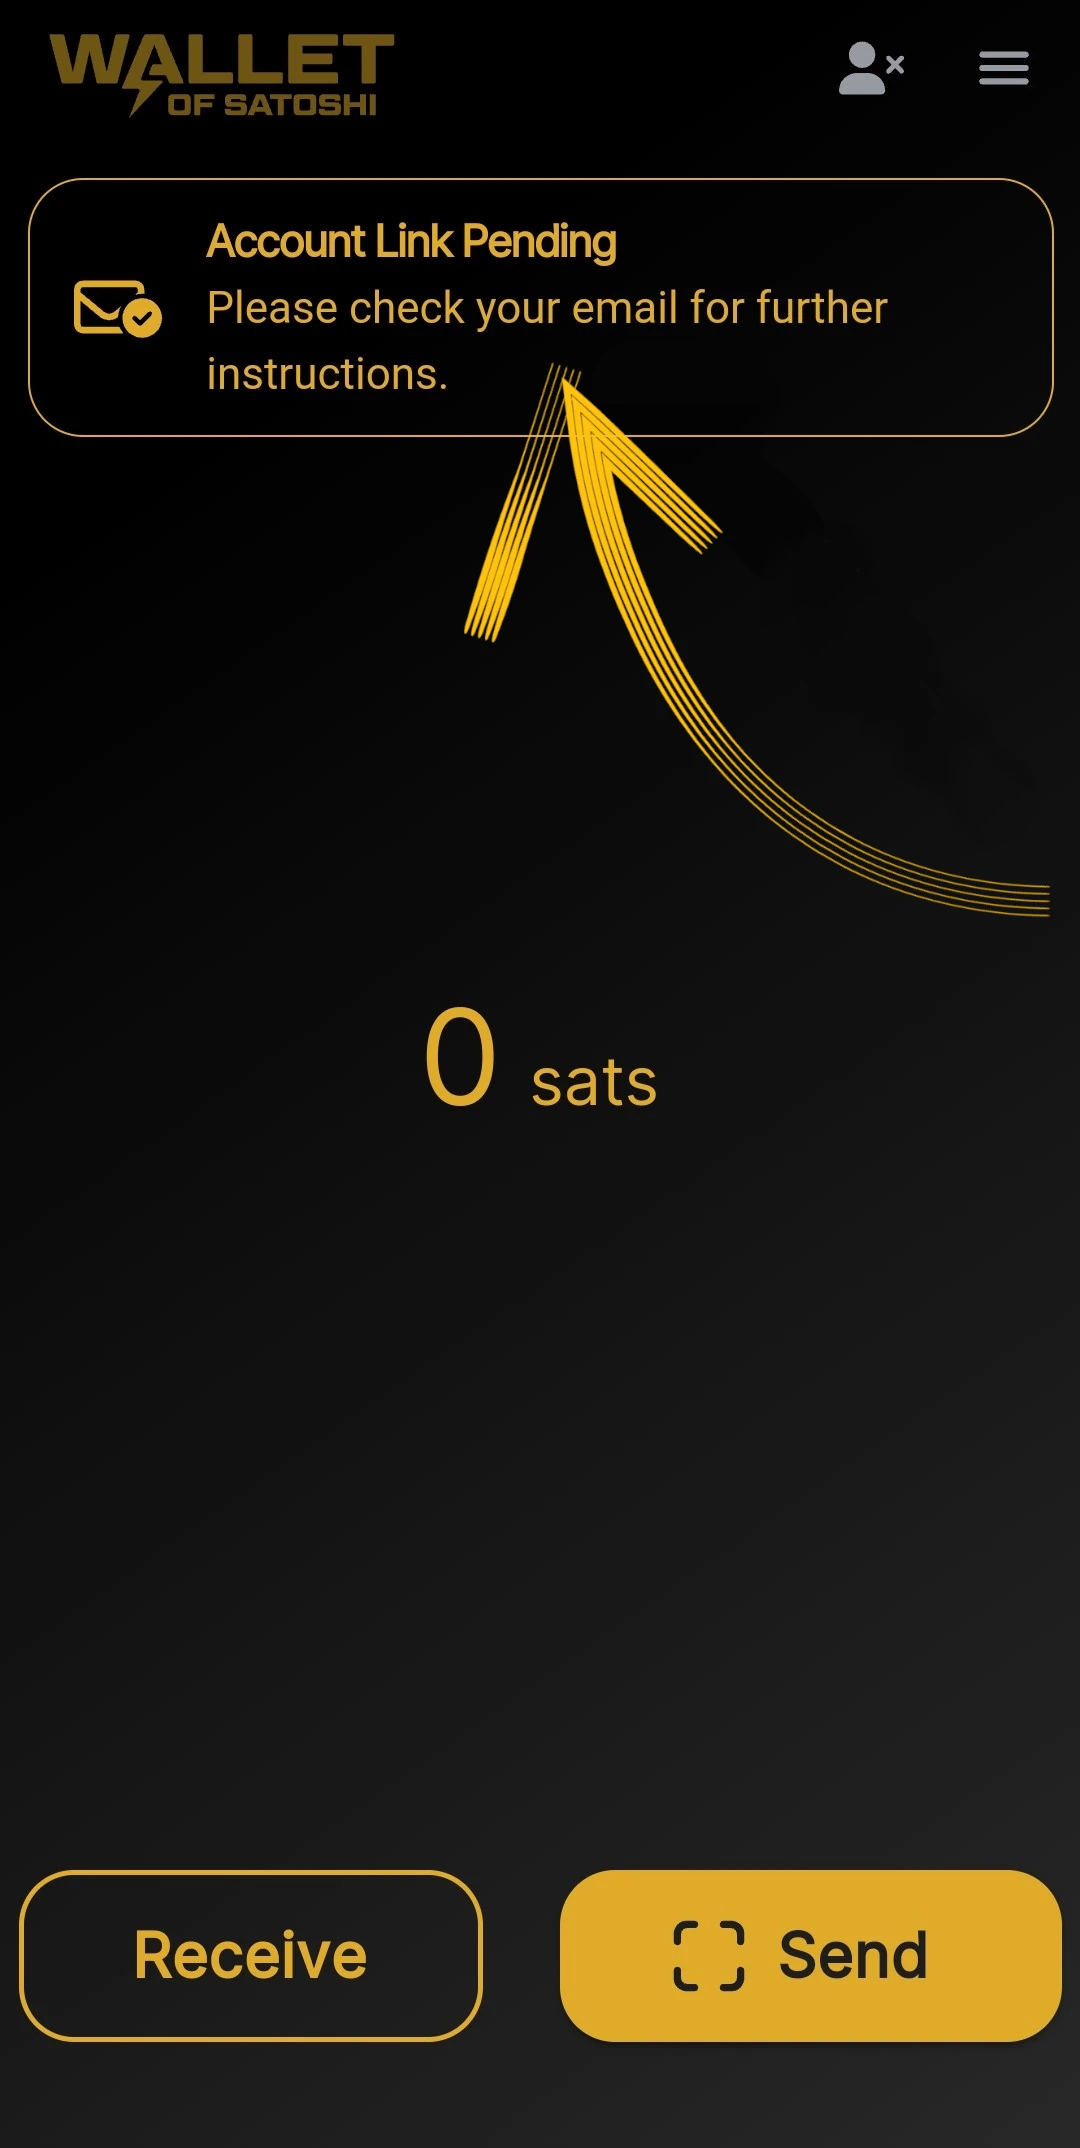 WALLET
OF SATOSHI
Account Link Pending
Please check your email for further
instructions.
0 sats
Receive
Send